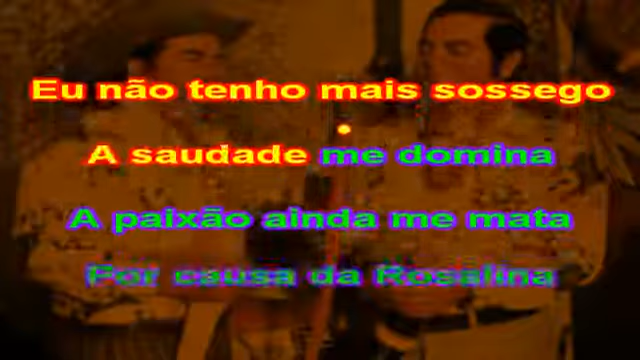 Eu não tenho mais sossego
A saudade me domina
A paixão ainda me mata
Por causa da Rosalina